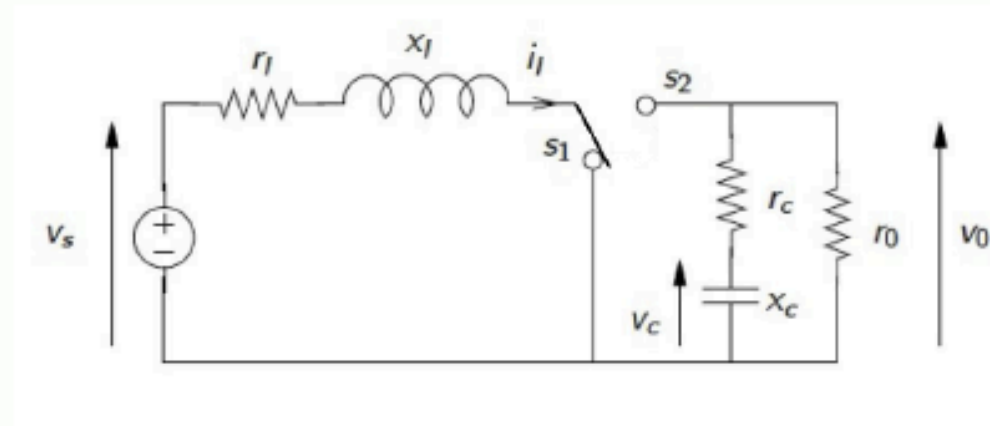 r_l
x_l
i_l
s_2
s_1
v_s
+
−
r_c
r_0
v_0
v_c
x_c